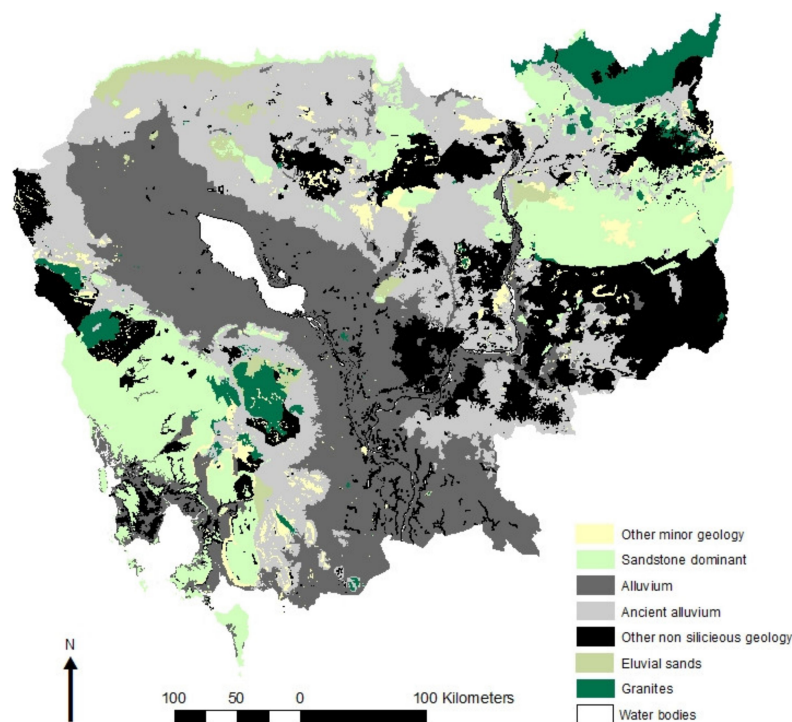 Other minor geology
Sandstone dominant
Alluvium
Ancient alluvium
Other non silicieous geology
Eluvial sands
Granites
Water bodies
N
100 50 0 100 Kilometers